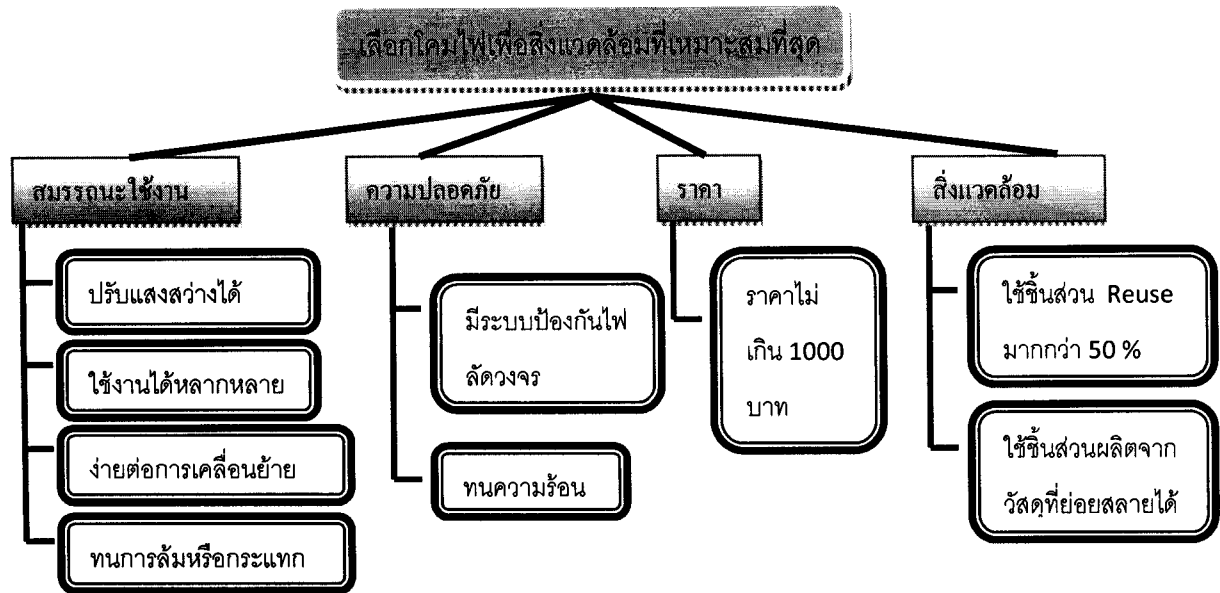 เลือกโคมไฟเพื่อสิ่งแวดล้อมที่เหมาะสมที่สุด
สมรรถนะใช้งาน
ปรับแสงสว่างได้
ใช้งานได้หลากหลาย
ง่ายต่อการเคลื่อนย้าย
ทนการล้มหรือกระแทก
ความปลอดภัย
มีระบบป้องกันไฟ
ลัดวงจร
ทนความร้อน
ราคา
ราคาไม่
เกิน 1000
บาท
สิ่งแวดล้อม
ใช้ชิ้นส่วน Reuse
มากกว่า 50 %
ใช้ชิ้นส่วนผลิตจาก
วัสดุที่ย่อยสลายได้